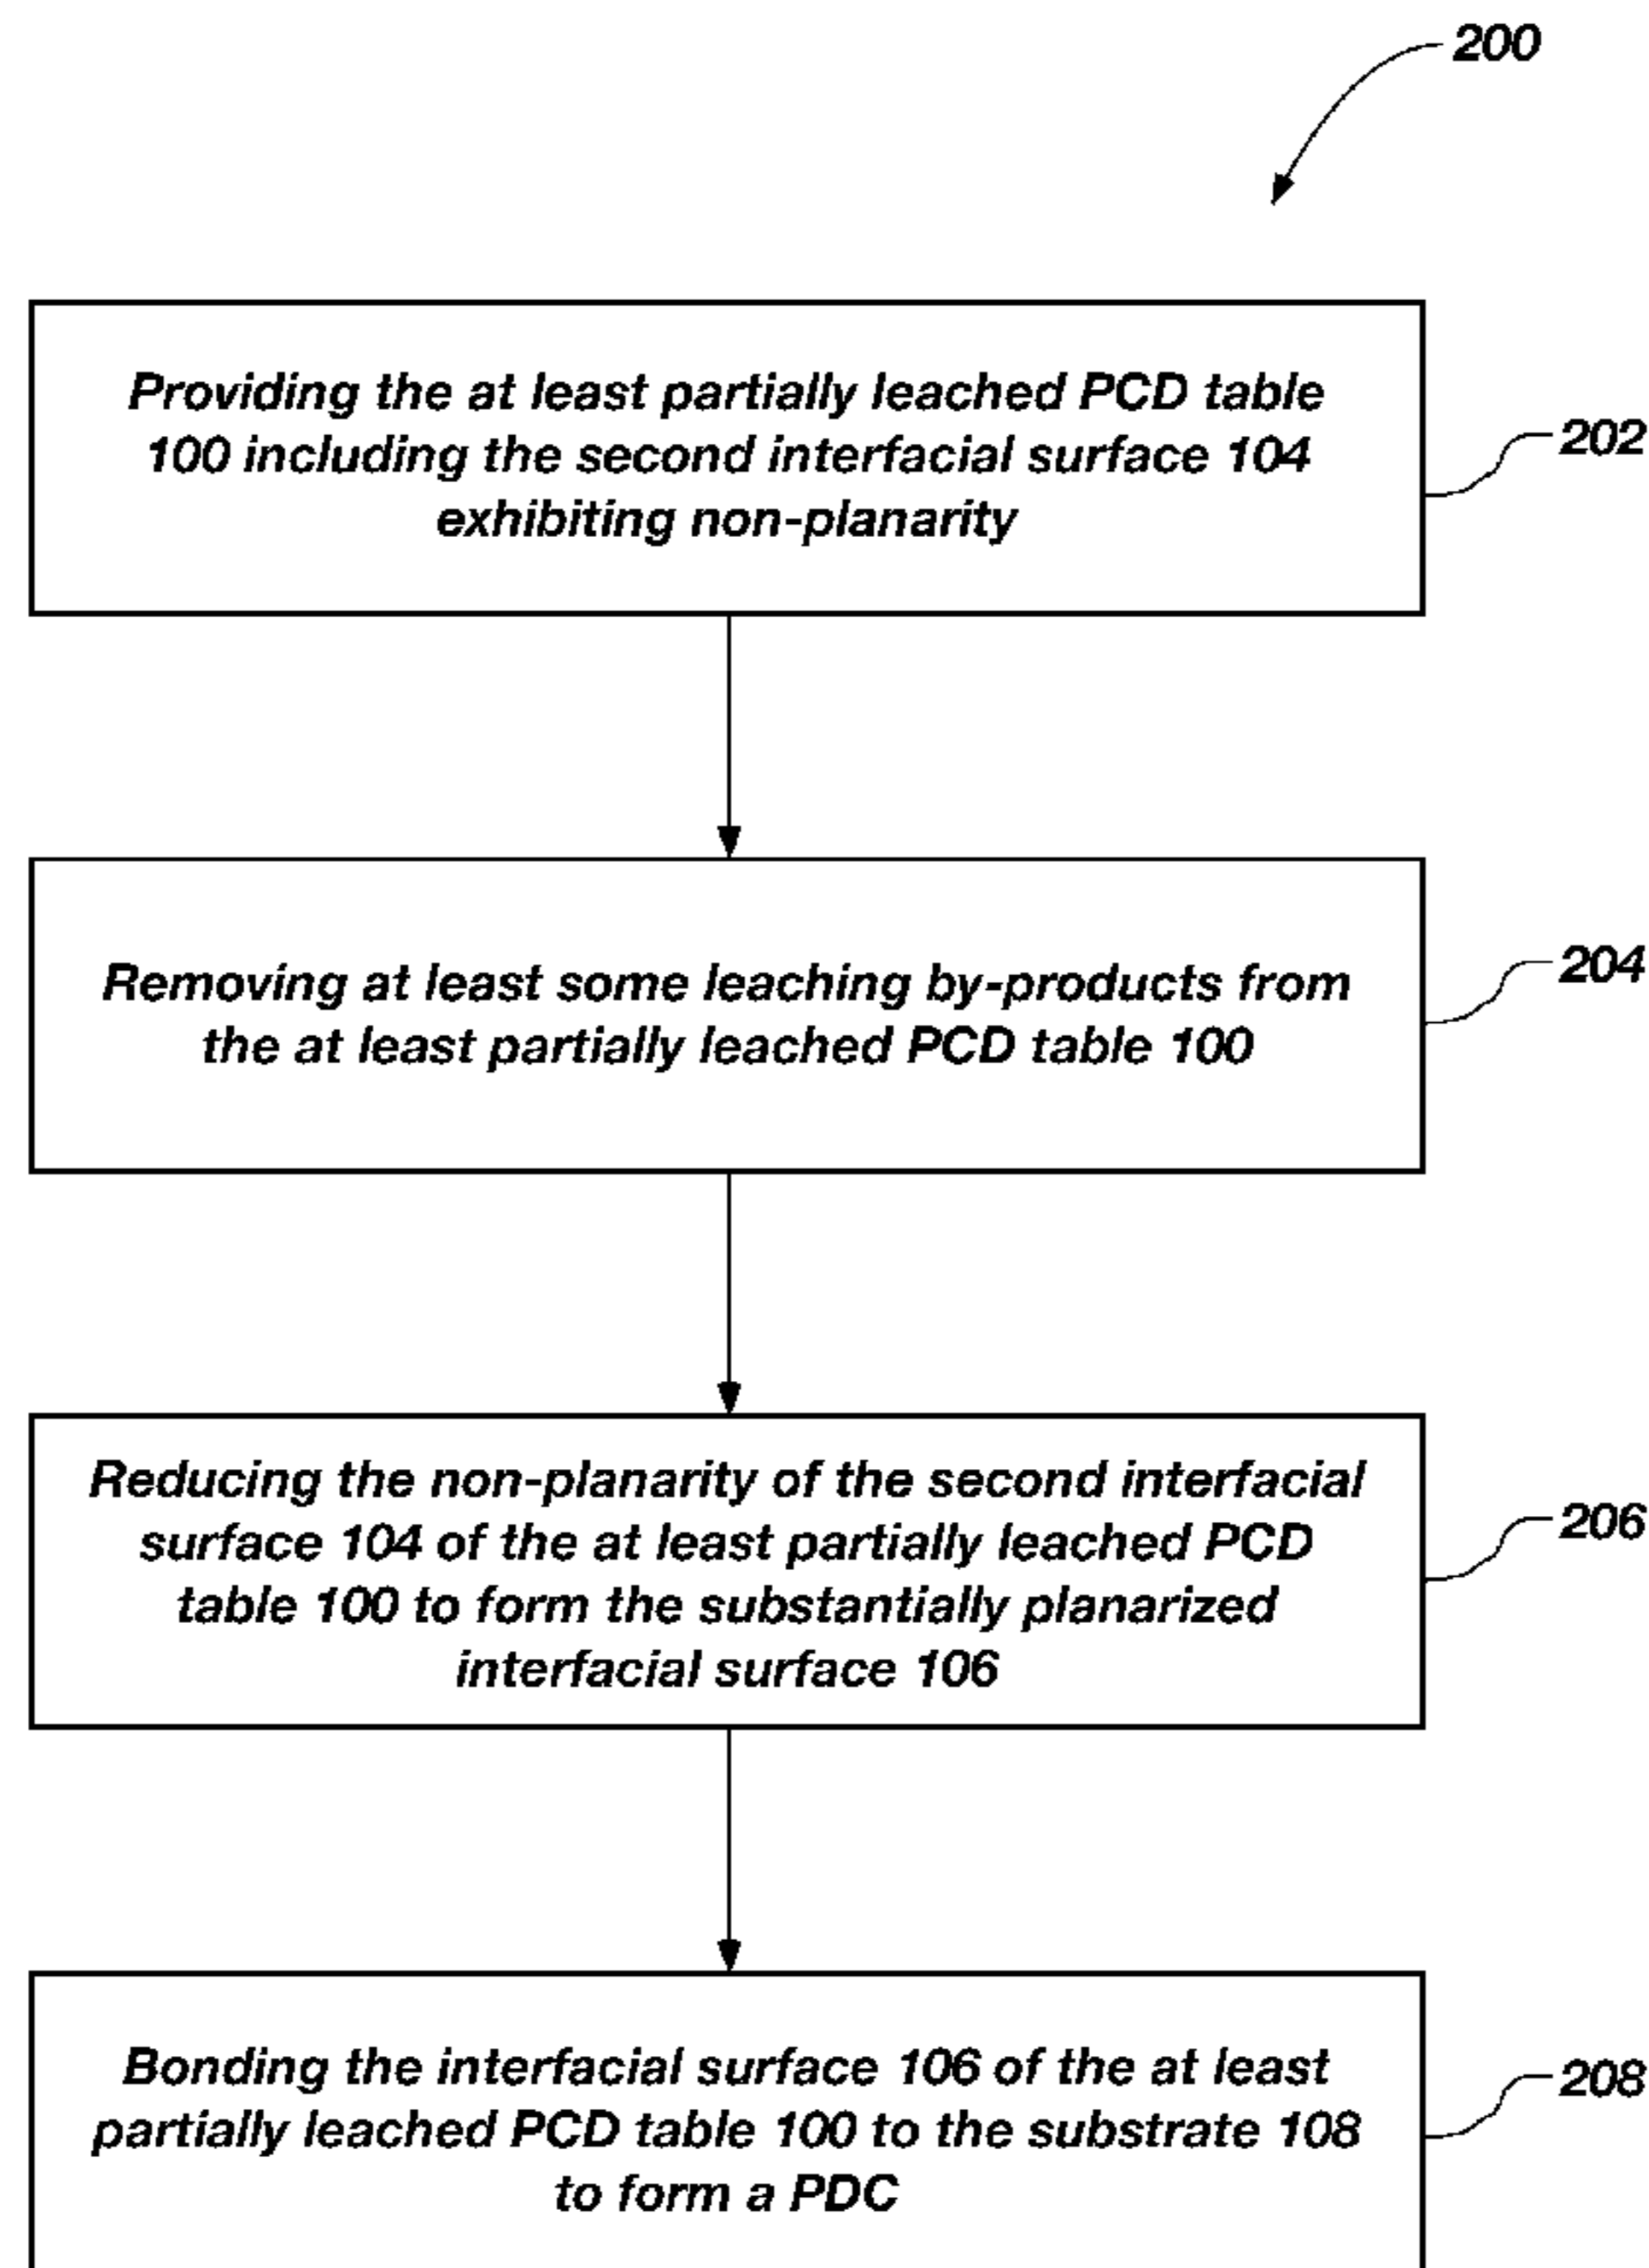 200
Providing the at least partially leached PCD table
100 including the second interfacial surface 104
exhibiting non-planarity
202
Removing at least some leaching by-products from
the at least partially leached PCD table 100
204
Reducing the non-planarity of the second interfacial
surface 104 of the at least partially leached PCD
table 100 to form the substantially planarized
interfacial surface 106
206
Bonding the interfacial surface 106 of the at least
partially leached PCD table 100 to the substrate 108
to form a PDC
208